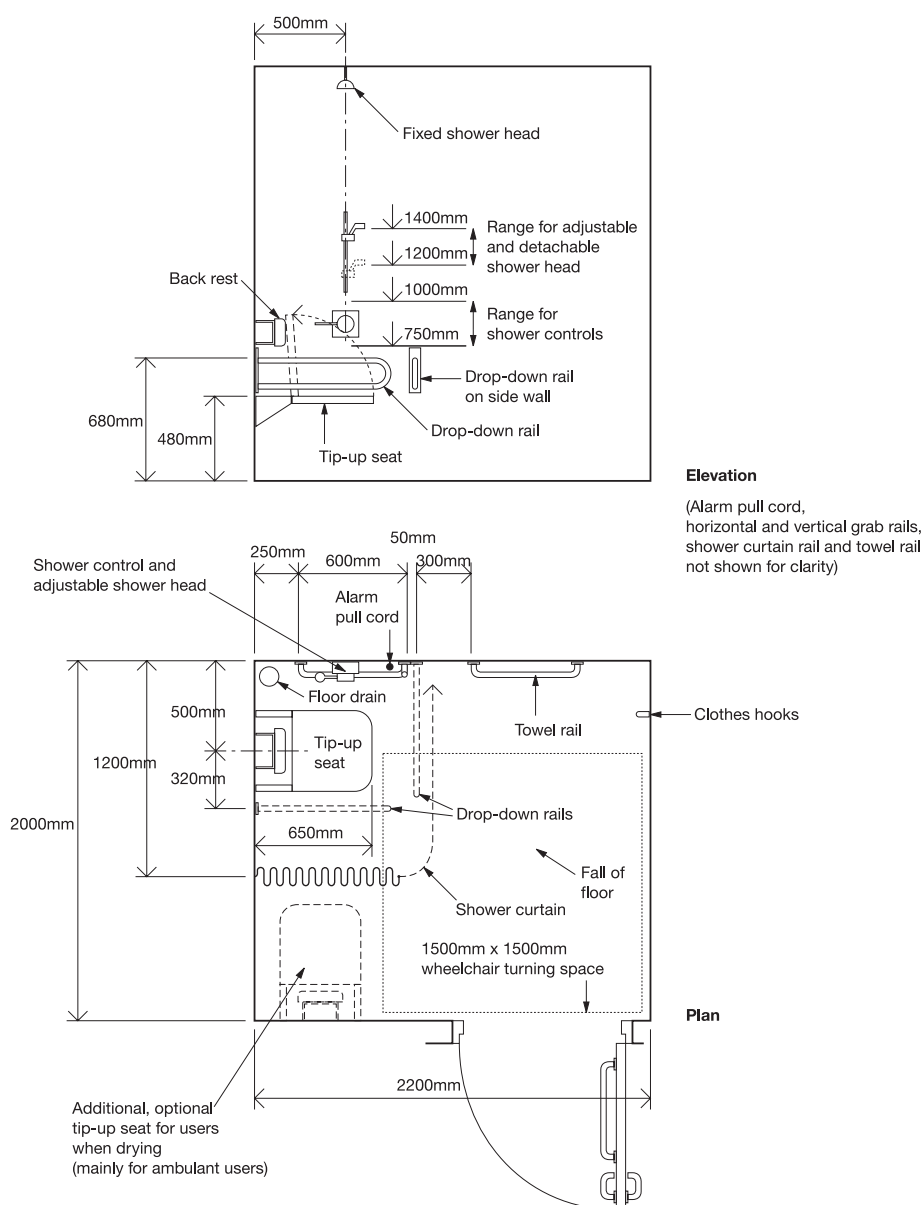 500mm
Fixed shower head
1400mm
Range for adjustable
and detachable
shower head
1200mm
Back rest
1000mm
Range for
shower controls
750mm
Drop-down rail
on side wall
680mm
480mm
Drop-down rail
Tip-up seat
Elevation
(Alarm pull cord,
horizontal and vertical grab rails,
shower curtain rail and towel rail
not shown for clarity)
50mm
250mm
600mm
300mm
Shower control and
adjustable shower head
Alarm
pull cord
Floor drain
500mm
Towel rail
Clothes hooks
Tip-up
seat
1200mm
320mm
2000mm
Drop-down rails
650mm
Fall of
floor
Shower curtain
1500mm x 1500mm
wheelchair turning space
Plan
2200mm
Additional, optional
tip-up seat for users
when drying
(mainly for ambulant users)